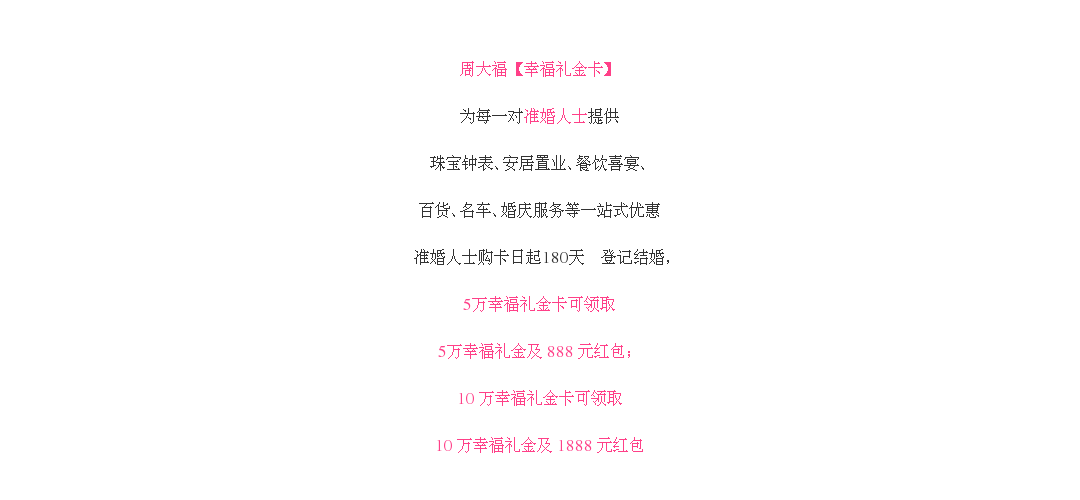 周大福【幸福礼金卡】
为每一对准婚人士提供
珠宝钟表、安居置业、餐饮喜宴、
百货、名车、婚庆服务等一站式优惠
准婚人士购卡日起180天　登记结婚，
5万幸福礼金卡可领取
5万幸福礼金及 888 元红包；
10 万幸福礼金卡可领取
10 万幸福礼金及 1888 元红包